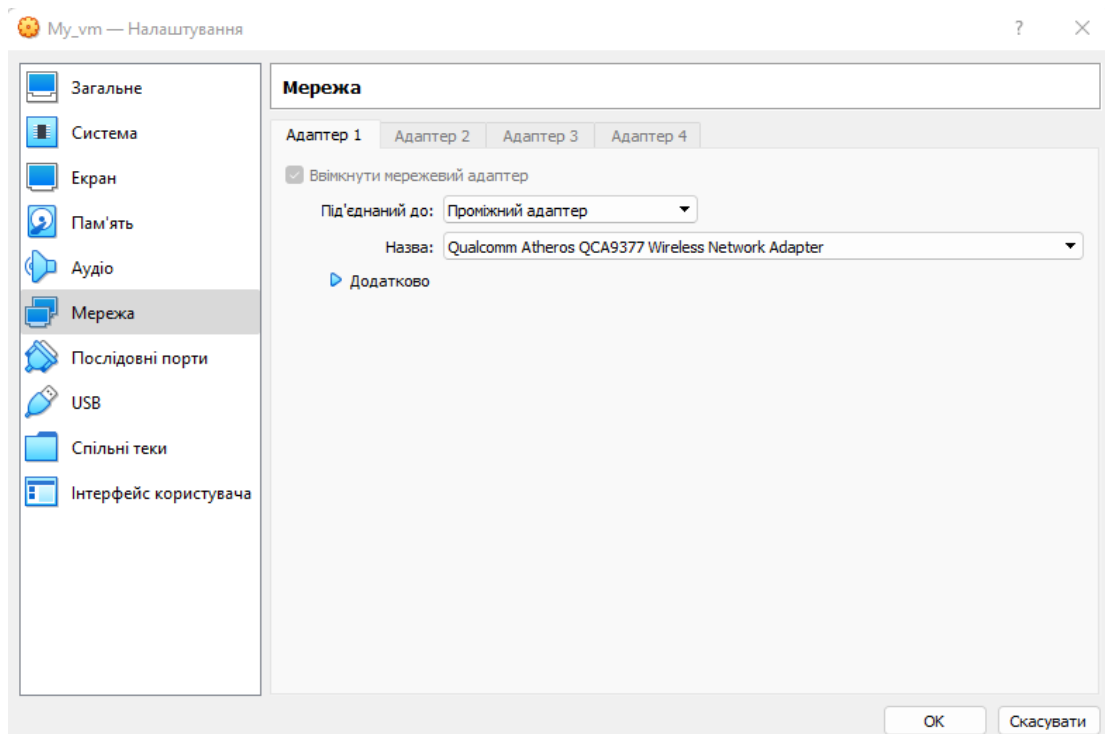 My_vm — Налаштування
?
Загальне
Система
Екран
Пам'ять
Аудіо
Мережа
Послідовні порти
USB
Спільні теки
Інтерфейс користувача
Мережа
Адаптер 1 Адаптер 2 Адаптер 3 Адаптер 4
Ввімкнути мережевий адаптер
Під'єднаний до: Проміжний адаптер
Назва: Qualcomm Atheros QCA9377 Wireless Network Adapter
Додатково
OK Скасувати